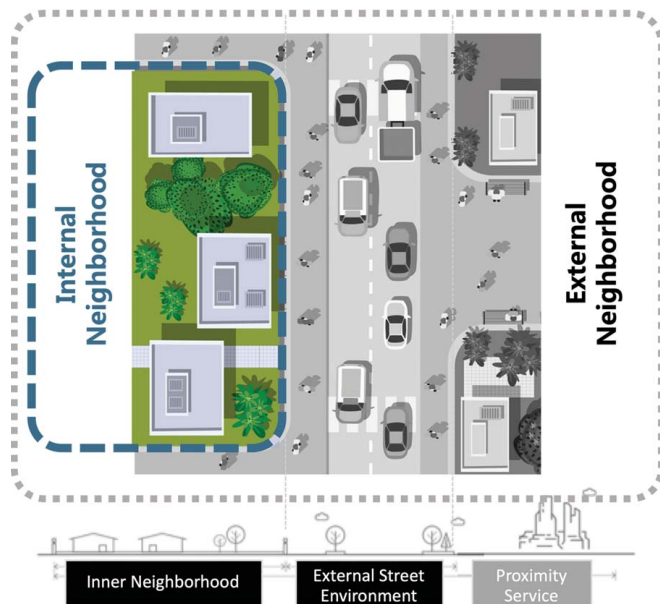 Internal
Neighborhood
External
Neighborhood
Inner Neighborhood
External Street
Environment
Proximity
Service